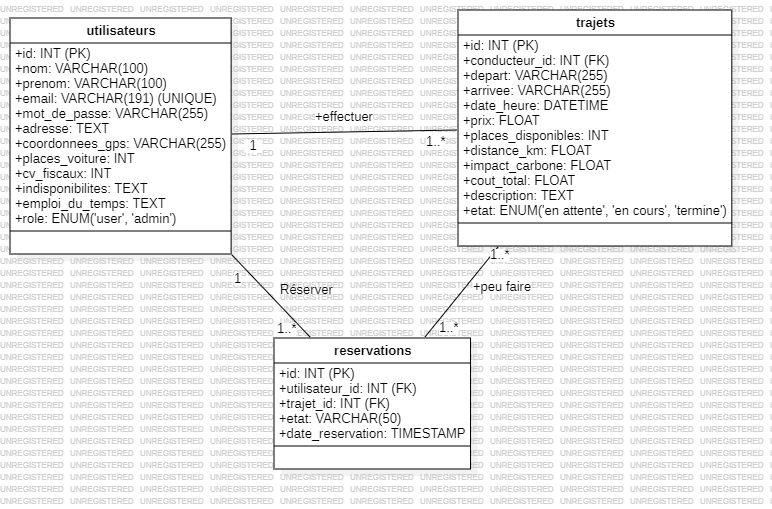 utilisateurs
+id: INT (PK)
+nom: VARCHAR(100)
+prenom: VARCHAR(100)
+email: VARCHAR(191) (UNIQUE)
+mot_de_passe: VARCHAR(255)
+adresse: TEXT
+coordonnees_gps: VARCHAR(255)
+places_voiture: INT
+cv_fiscaux: INT
+indisponibilites: TEXT
+emploi_du_temps: TEXT
+role: ENUM('user', 'admin')
+effectuer
1
1..*
trajets
+id: INT (PK)
+conducteur_id: INT (FK)
+depart: VARCHAR(255)
+arrivee: VARCHAR(255)
+date_heure: DATETIME
+prix: FLOAT
+places_disponibles: INT
+distance_km: FLOAT
+impact_carbone: FLOAT
+cout_total: FLOAT
+description: TEXT
+etat: ENUM('en attente', 'en cours', 'termine')
1
Réserver
1..*
1..*
+peu faire
1..*
reservations
+id: INT (PK)
+utilisateur_id: INT (FK)
+trajet_id: INT (FK)
+etat: VARCHAR(50)
+date_reservation: TIMESTAMP
UNREGISTERED